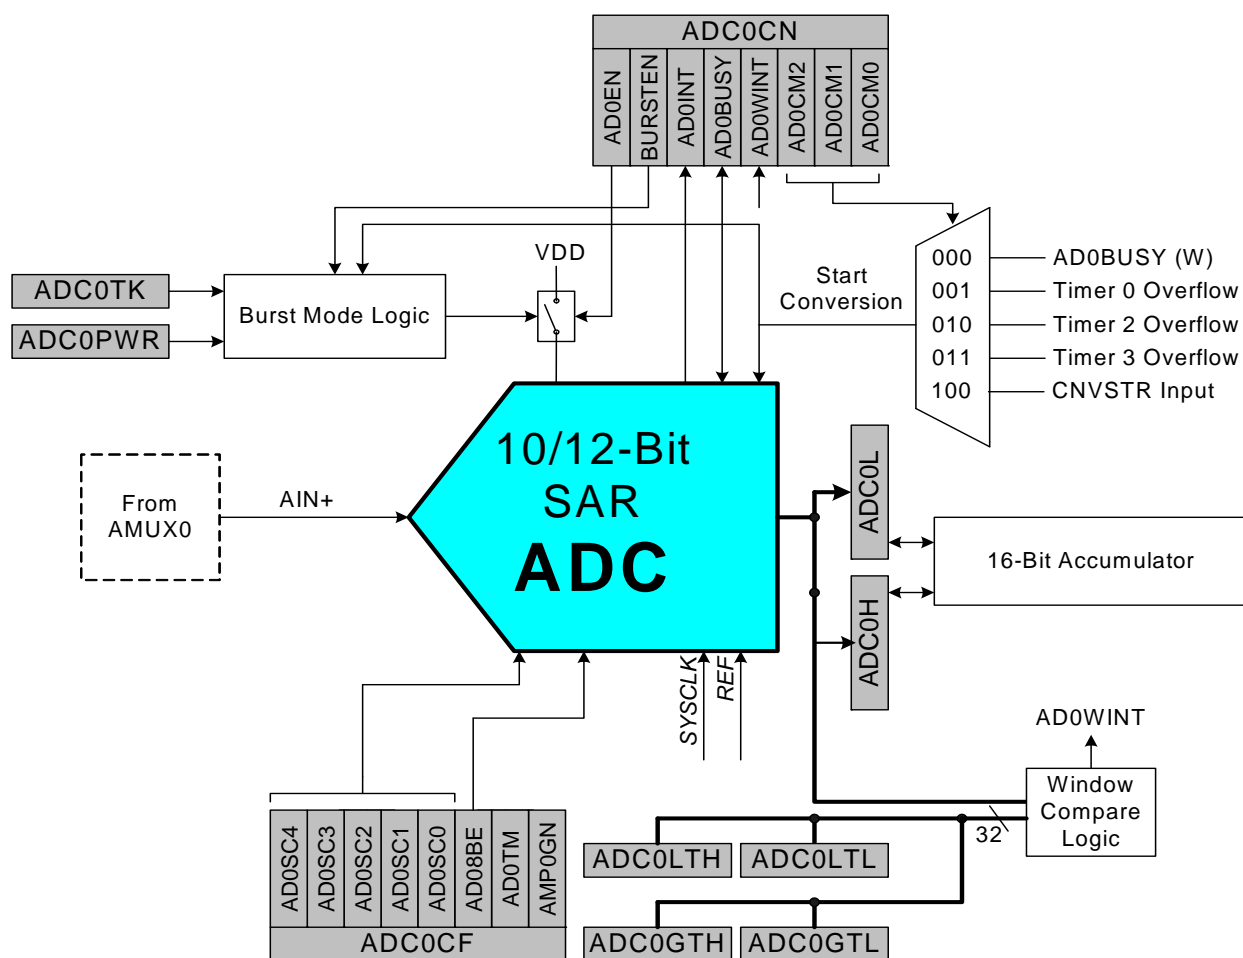 ADC0CN
AD0EN
BURSTEN
AD0INT
AD0BUSY
AD0WINT
AD0CM2
AD0CM1
AD0CM0
VDD
Start
Conversion
000
AD0BUSY (W)
001
Timer 0 Overflow
010
Timer 2 Overflow
011
Timer 3 Overflow
100
CNVSTR Input
ADC0TK
ADC0PWR
Burst Mode Logic
10/12-Bit
SAR
ADC
From
AMUX0
AIN+
ADC0L
ADC0H
16-Bit Accumulator
SYSCLK
REF
AD0WINT
Window
Compare
Logic
32
AD0SC4
AD0SC3
AD0SC2
AD0SC1
AD0SC0
AD08BE
AD0TM
AMP0GN
ADC0CF
ADC0LTH
ADC0LTL
ADC0GTH
ADC0GTL